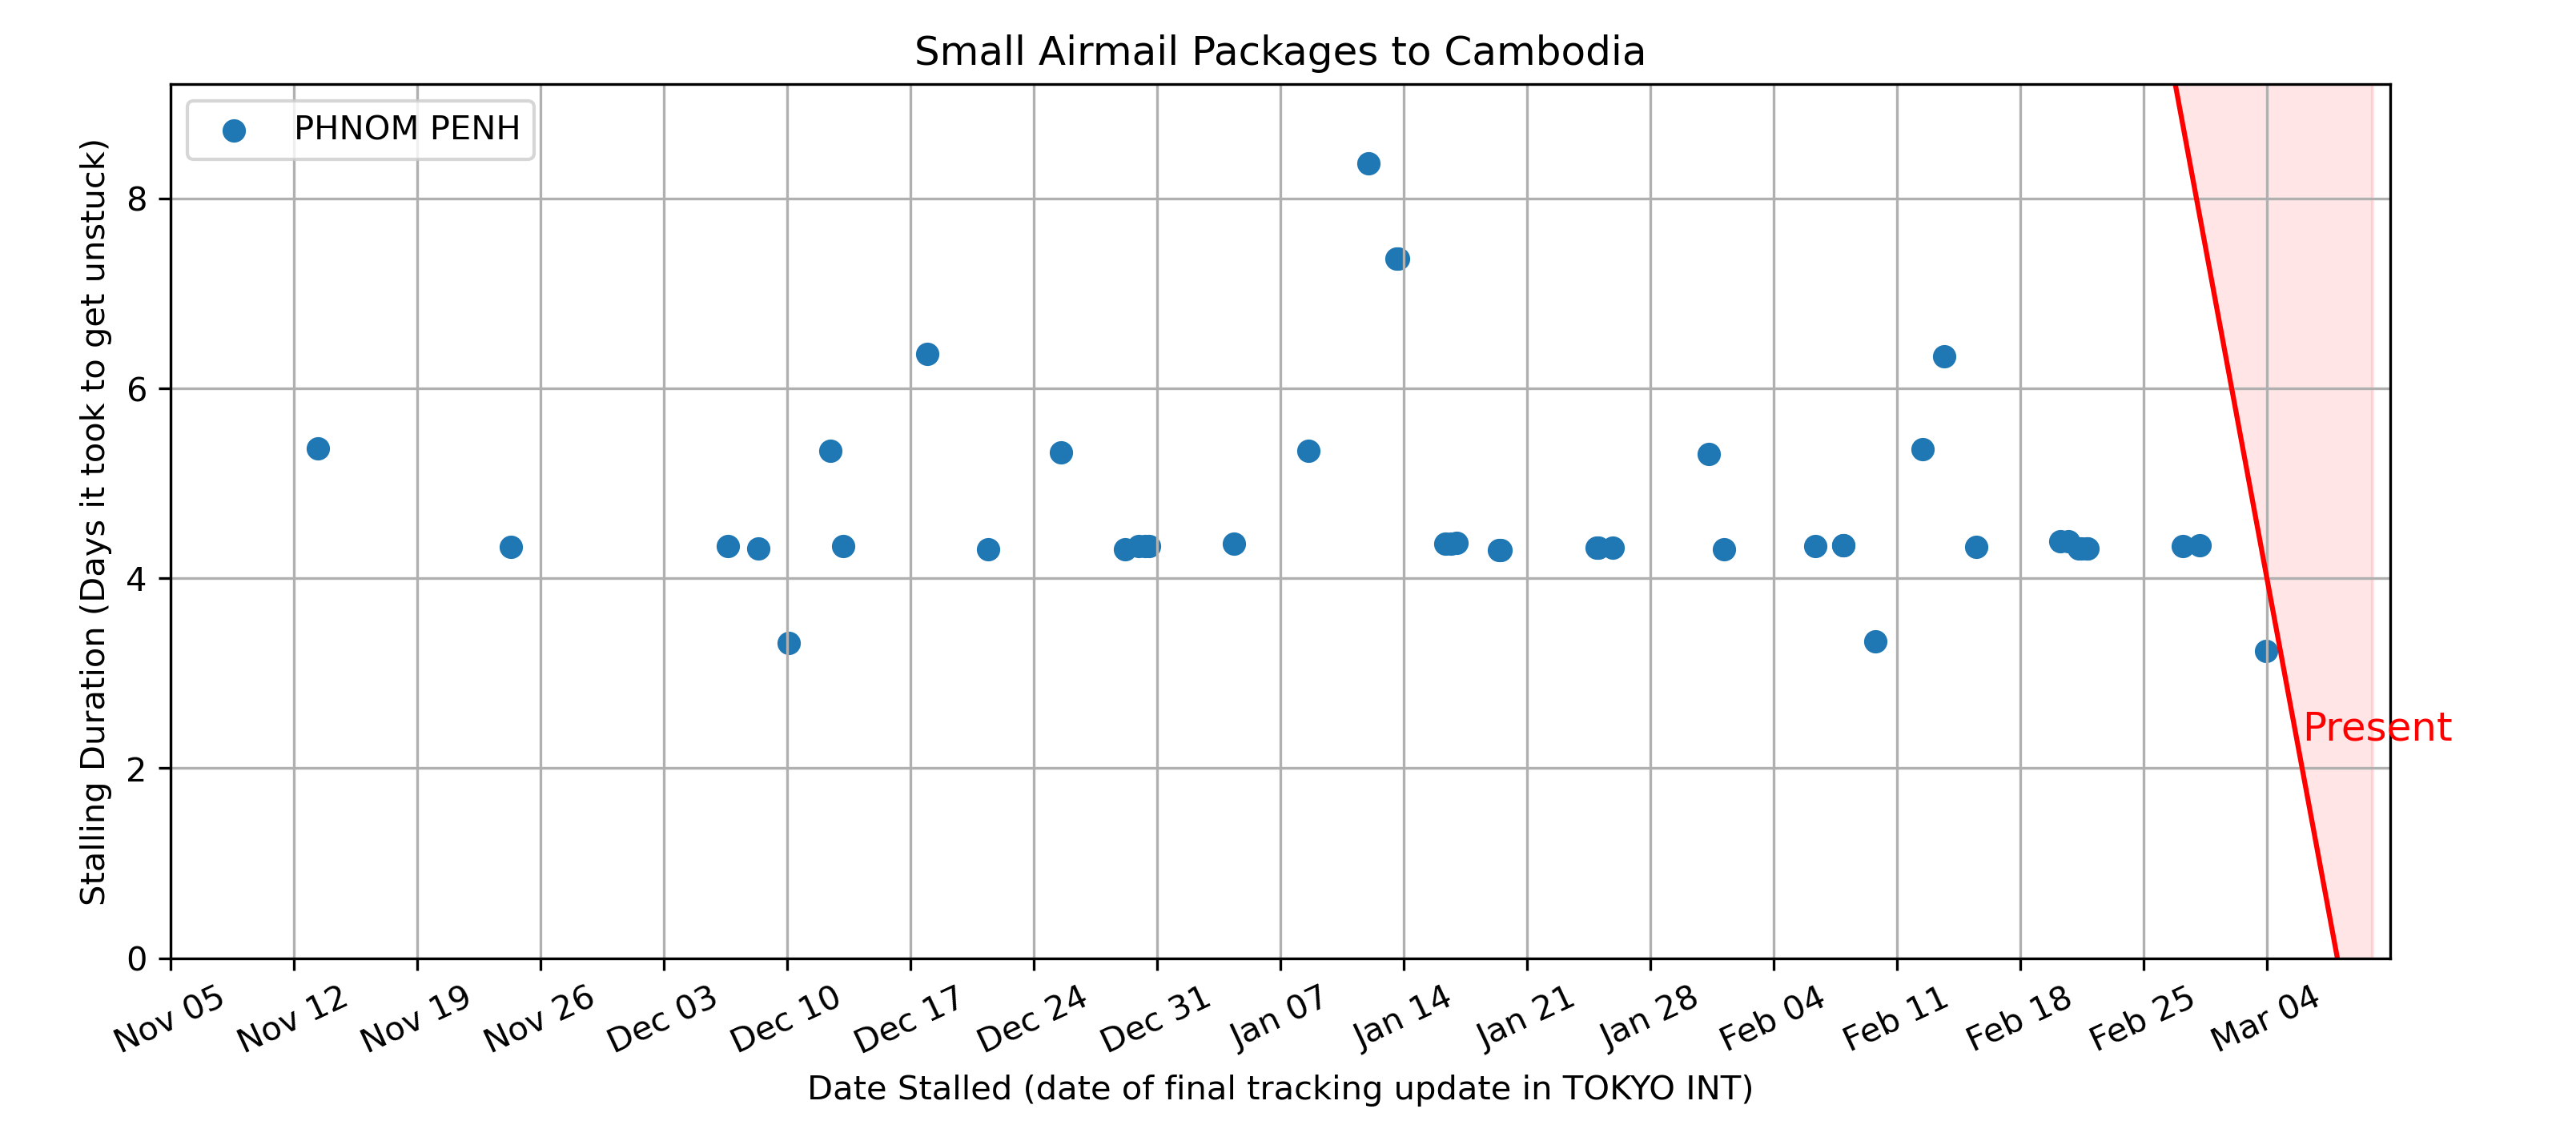 Small Airmail Packages to Cambodia
PHNOM PENH
Stalling Duration (Days it took to get unstuck)
8
6
4
2
0
Present
Nov 05
Nov 12
Nov 19
Nov 26
Dec 03
Dec 10
Dec 17
Dec 24
Dec 31
Jan 07
Jan 14
Jan 21
Jan 28
Feb 04
Feb 11
Feb 18
Feb 25
Mar 04
Date Stalled (date of final tracking update in TOKYO INT)